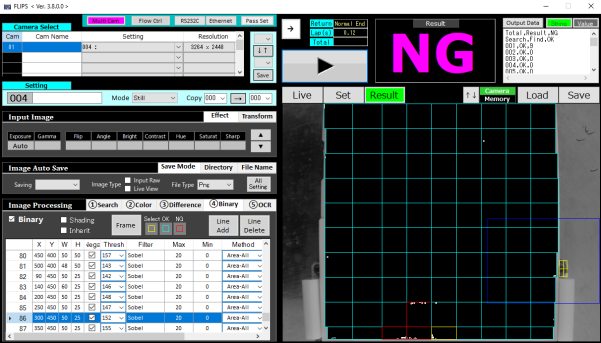 FLIPS < Ver. 3.8.0.0 >
Camera Select
Multi Cam
Flow Ctrl
RS232C
Ethernet
Pass Set
Cam Cam Name Setting Resolution
01 004 : 3264 x 2448
↓T
Save
Setting
004
Mode Still
Copy 000 → 000
Input Image
Effect
Transform
Exposure Gamma Flip Angle Bright Contrast Hue Saturat Sharp
Auto
Image Auto Save
Save Mode
Directory
File Name
Saving
Image Type
Input Raw
Live View
File Type Png
All
Setting
Image Processing
①Search
②Color
③Difference
④Binary
⑤OCR
Binary
Shading
Inherit
Frame
Select OK NG
Line
Add
Line
Delete
X Y W H Nega Thresh Filter Max Min Method
80 450 400 50 50 157 Sobel 20 0 Area-All
81 500 400 48 50 143 Sobel 20 0 Area-All
82 90 450 50 25 142 Sobel 20 0 Area-All
83 140 450 60 25 146 Sobel 20 0 Area-All
84 200 450 50 25 148 Sobel 20 0 Area-All
85 250 450 50 25 147 Sobel 20 0 Area-All
86 300 450 50 25 152 Sobel 20 0 Area-All
87 350 450 50 25 155 Sobel 20 0 Area-All
→
Return Normal End
Lap(s) 0.12
Total
Result
NG
Output Data
String
Value
Total,Result,NG
Search,Find,OK
001,OK,9
002,OK,0
003,OK,0
004,OK,0
005,OK,0
Live
Set
Result
↑↓
Camera
Memory
Load
Save